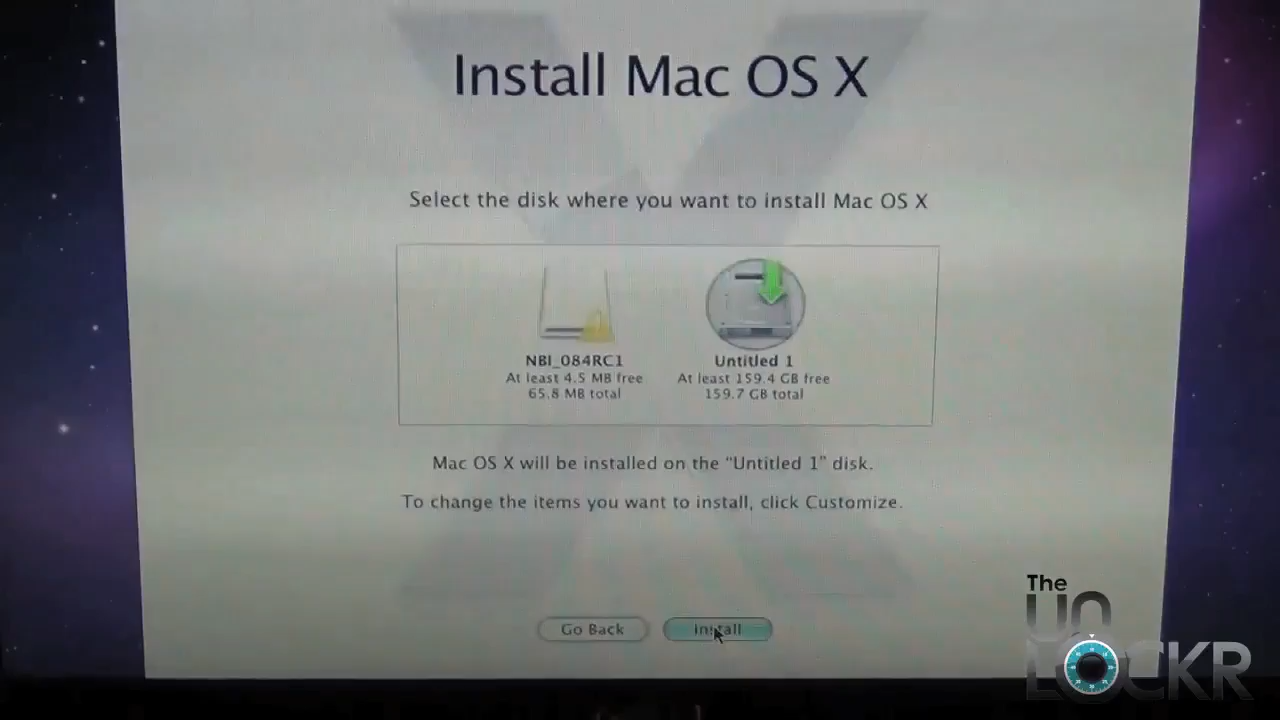 Install Mac OS X
Select the disk where you want to install Mac OS X
NBI_084RC1
At least 4.5 MB free
65.8 MB total
Untitled 1
At least 159.4 GB free
159.7 GB total
Mac OS X will be installed on the "Untitled 1" disk.
To change the items you want to install, click Customize.
Go Back
Install
The
UN
LOCKR